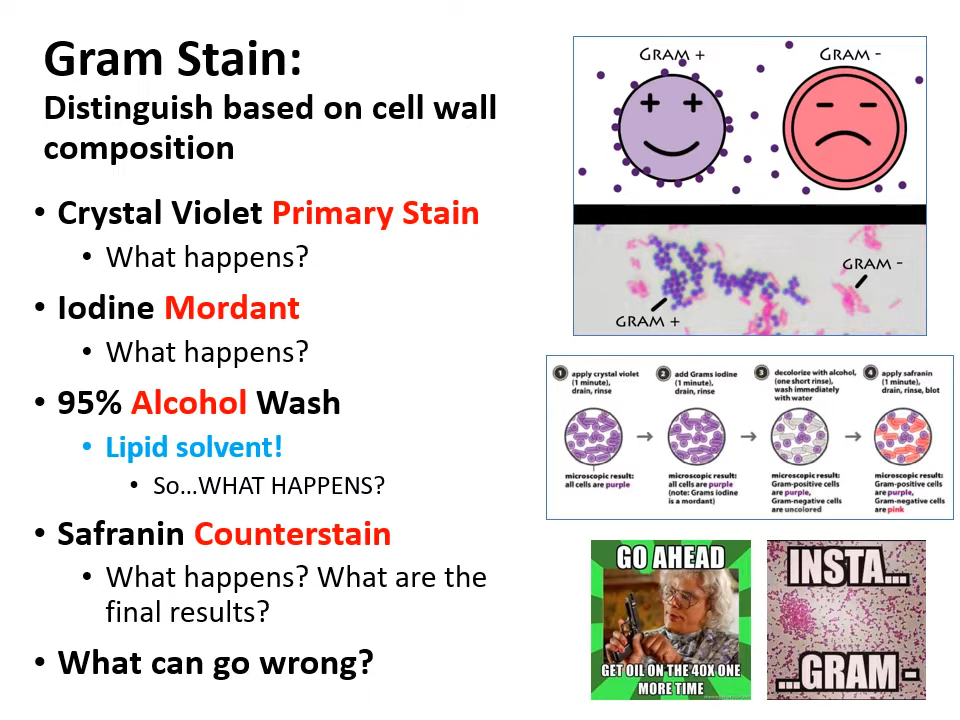 Gram Stain:
Distinguish based on cell wall
composition
• Crystal Violet Primary Stain
• What happens?
• Iodine Mordant
• What happens?
• 95% Alcohol Wash
• Lipid solvent!
• So…WHAT HAPPENS?
• Safranin Counterstain
• What happens? What are the
final results?
• What can go wrong?
GRAM +
GRAM -
GRAM +
GRAM -
1 apply crystal violet
(1 minute),
drain, rinse
microscopic result:
all cells are purple
2 add Grams iodine
(1 minute),
drain, rinse
microscopic result:
all cells are purple
(note: Grams iodine
is a mordant)
3 decolorize with alcohol,
(one short rinse),
wash immediately
with water
microscopic result:
Gram-positive cells
are purple,
Gram-negative cells
are uncolored
4 apply safranin
(1 minute),
drain, rinse, blot
microscopic result:
Gram-positive cells
are purple,
Gram-negative cells
are pink
GO AHEAD
GET OIL ON THE 40X ONE
MORE TIME
INSTA...
...GRAM -